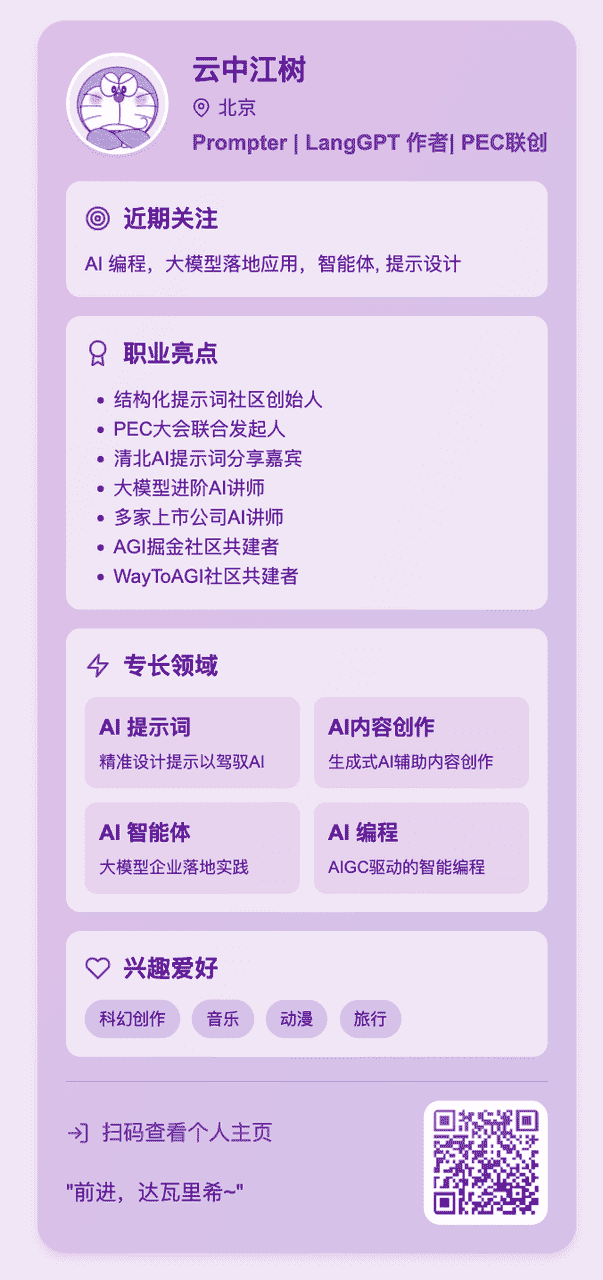 云中江树
北京
Prompter | LangGPT 作者| PEC联创
近期关注
AI 编程，大模型落地应用，智能体, 提示设计
职业亮点
• 结构化提示词社区创始人
• PEC大会联合发起人
• 清北AI提示词分享嘉宾
• 大模型进阶AI讲师
• 多家上市公司AI讲师
• AGI掘金社区共建者
• WayToAGI社区共建者
专长领域
AI 提示词
精准设计提示以驾驭AI
AI内容创作
生成式AI辅助内容创作
AI 智能体
大模型企业落地实践
AI 编程
AIGC驱动的智能编程
兴趣爱好
科幻创作
音乐
动漫
旅行
扫码查看个人主页
"前进，达瓦里希~"